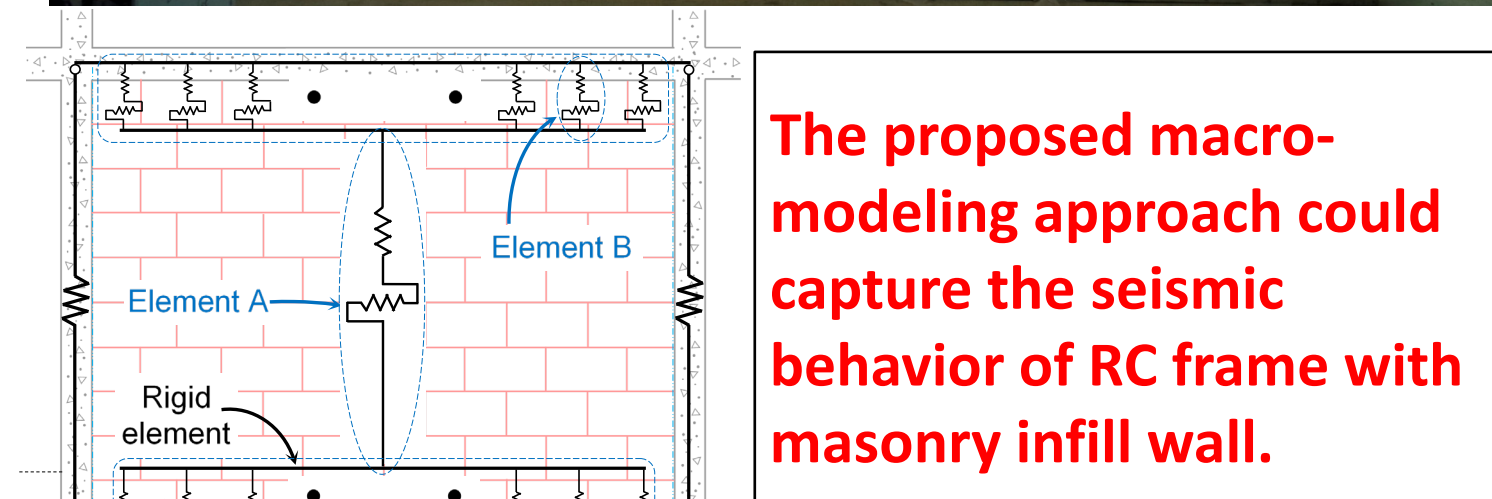 Element B
Element A
Rigid
element
The proposed macro-
modeling approach could
capture the seismic
behavior of RC frame with
masonry infill wall.